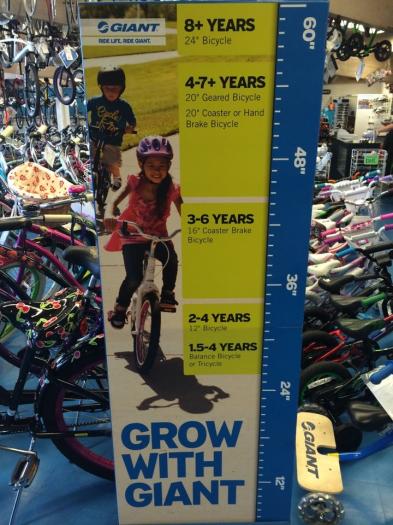 GIANT
RIDE LIFE. RIDE GIANT.
8+ YEARS
24" Bicycle
4-7+ YEARS
20" Geared Bicycle
20" Coaster or Hand
Brake Bicycle
3-6 YEARS
16" Coaster Brake
Bicycle
2-4 YEARS
12" Bicycle
1.5-4 YEARS
Balance Bicycle
or Tricycle
60"
48"
36"
24"
12"
GROW
WITH
GIANT
GIANT